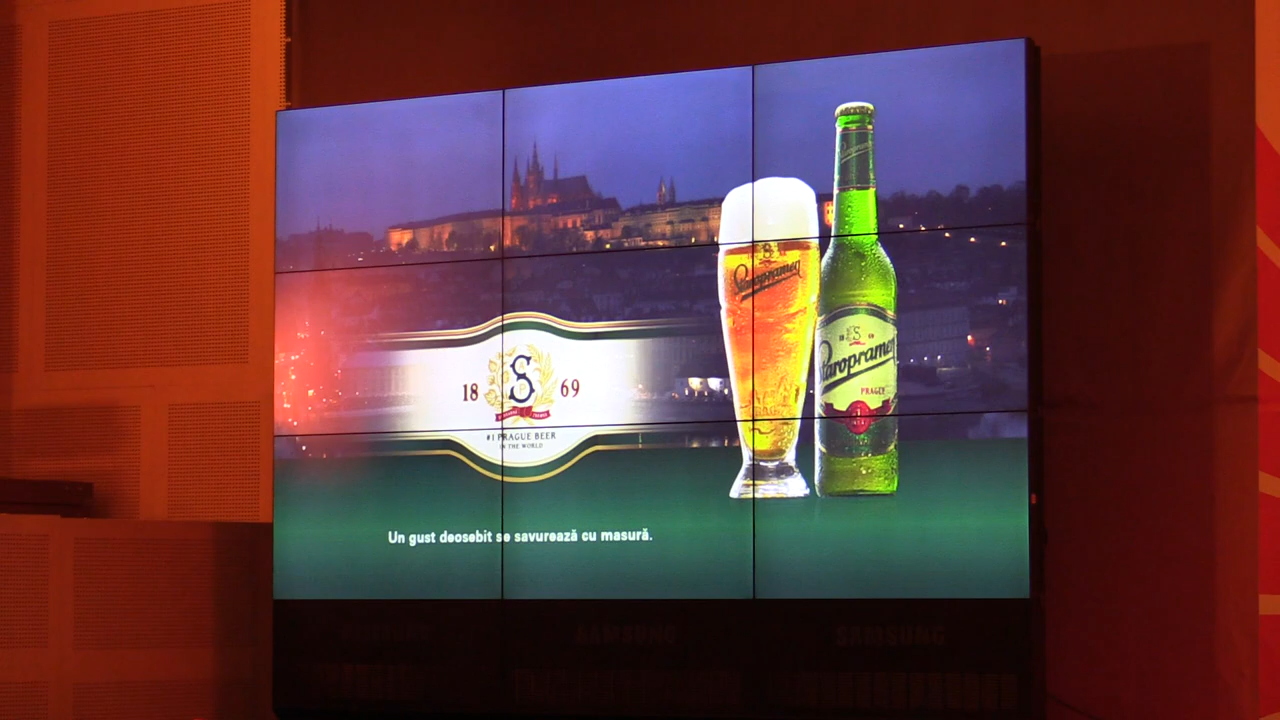 Staropramen
Staropramen
18 S 69
#1 PRAGUE BEER
IN THE WORLD
Staropramen
PRAGUE
Un gust deosebit se savurează cu masură.
SAMSUNG
SAMSUNG